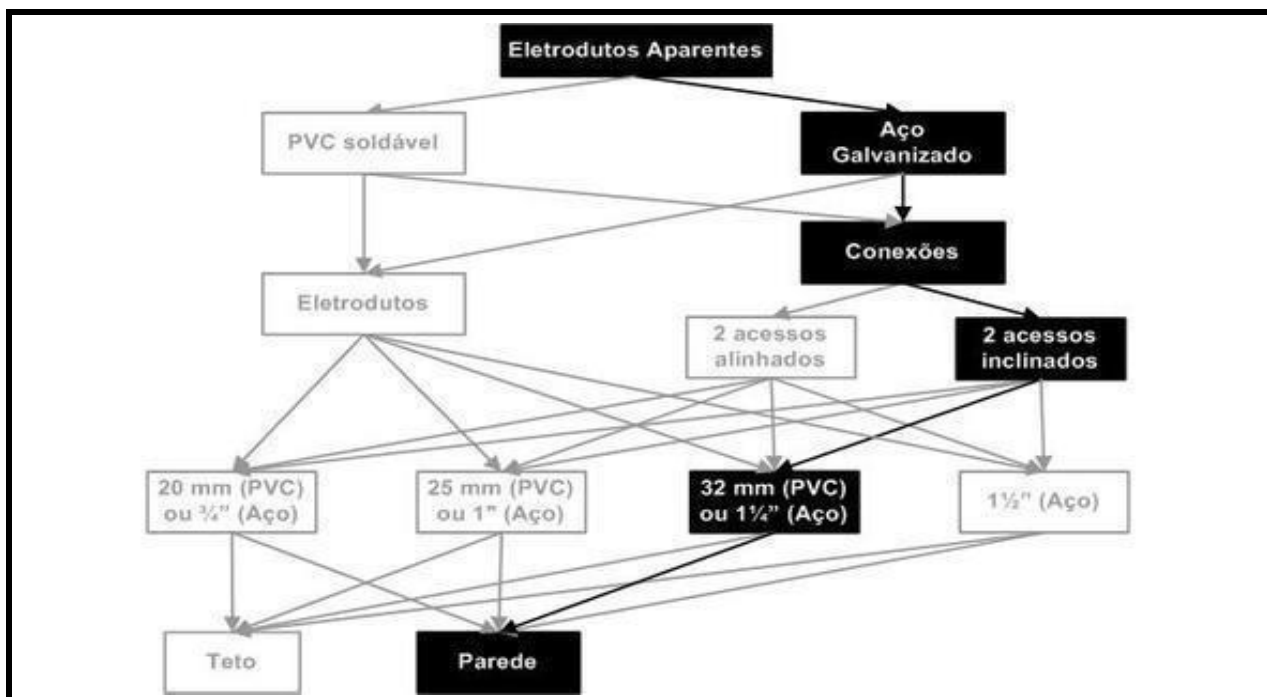 Eletrodutos Aparentes
PVC soldável
Aço
Galvanizado
Conexões
Eletrodutos
2 acessos
alinhados
2 acessos
inclinados
20 mm (PVC)
ou ¾” (Aço)
25 mm (PVC)
ou 1" (Aço)
32 mm (PVC)
ou 1¼” (Aço)
1½” (Aço)
Teto
Parede